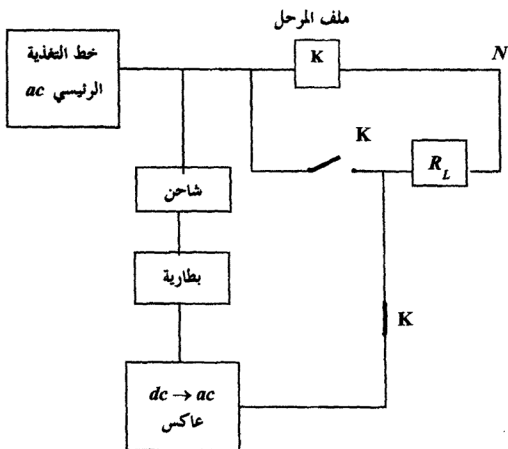 ملف المرحل
خط التغذية
الرئيسي ac
K
N
K
R_L
شاحن
بطارية
K
dc → ac
عاكس